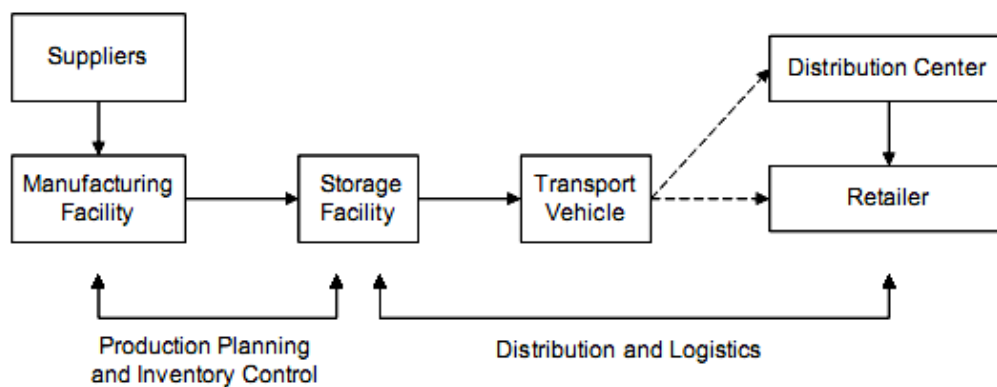 Suppliers
Distribution Center
Manufacturing
Facility
Storage
Facility
Transport
Vehicle
Retailer
Production Planning
and Inventory Control
Distribution and Logistics